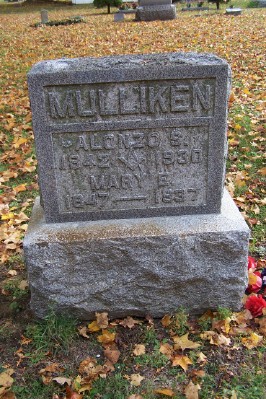 MULLIKEN
ALONZO S.
1842 1930
MARY E.
1847 — 1937